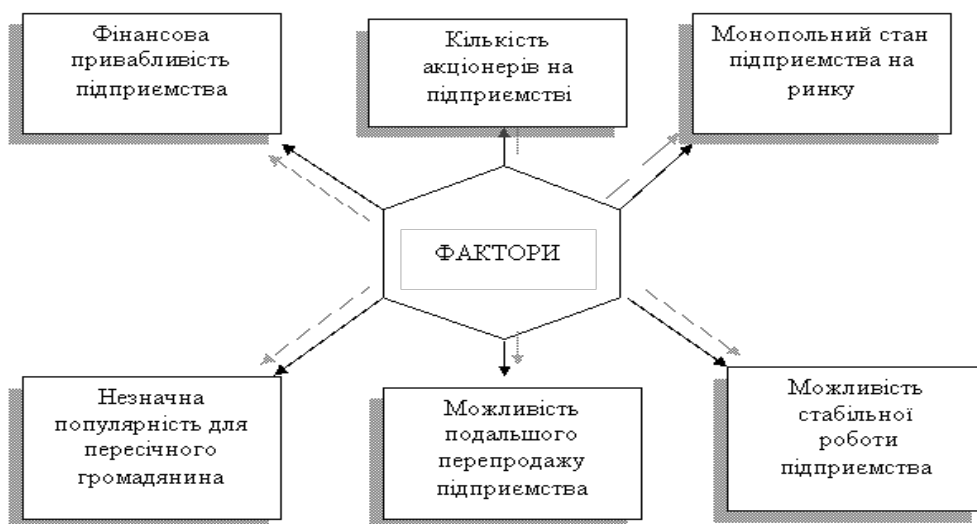 Фінансова
привабливість
підприємства
Кількість
акціонерів на
підприємстві
Монопольний стан
підприємства на
ринку
ФАКТОРИ
Незначна
популярність для
пересічного
громадянина
Можливість
подальшого
перепродажу
підприємства
Можливість
стабільної
роботи
підприємства